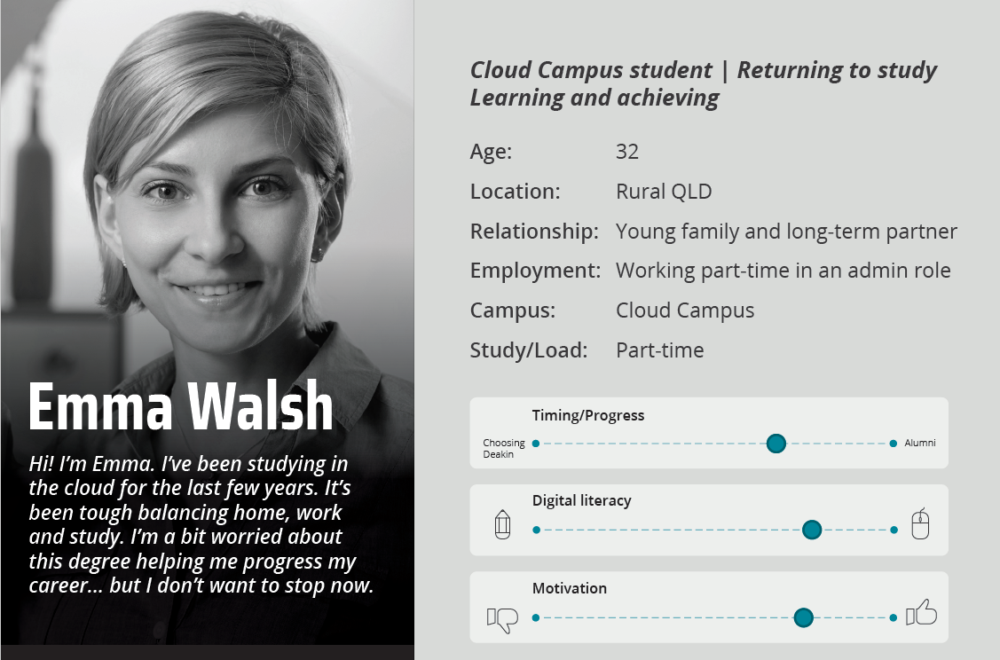 Emma Walsh
Hi! I’m Emma. I’ve been studying in
the cloud for the last few years. It’s
been tough balancing home, work
and study. I’m a bit worried about
this degree helping me progress my
career... but I don’t want to stop now.
Cloud Campus student | Returning to study
Learning and achieving
Age: 32
Location: Rural QLD
Relationship: Young family and long-term partner
Employment: Working part-time in an admin role
Campus: Cloud Campus
Study/Load: Part-time
Timing/Progress
Choosing
Deakin
Alumni
Digital literacy
Motivation